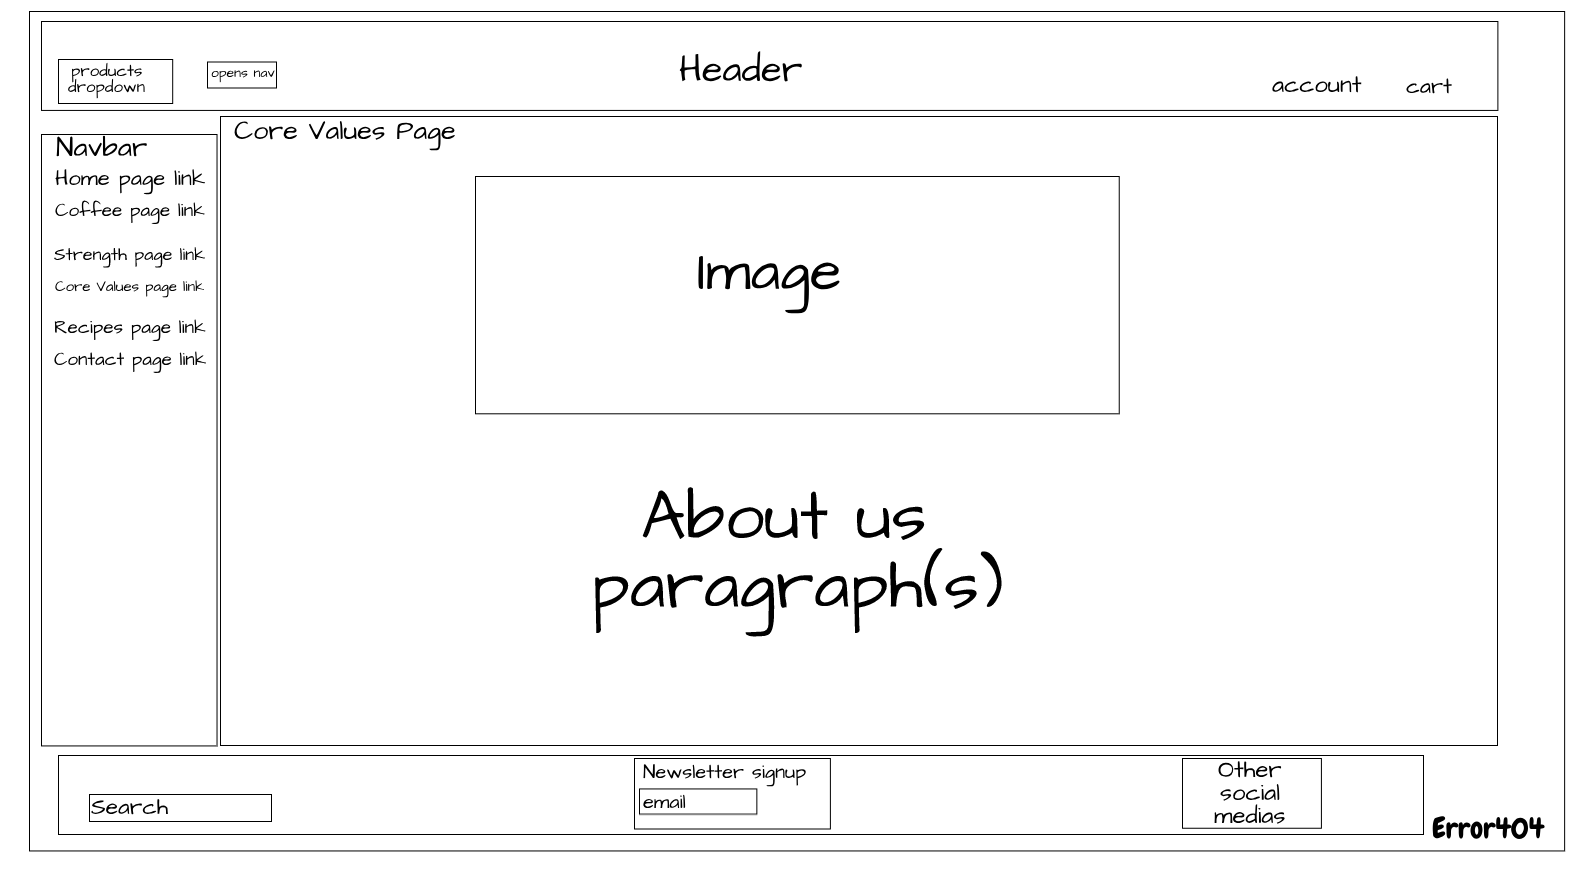 products
dropdown
opens nav
Header
account
cart
Navbar
Home page link
Coffee page link
Strength page link
Core Values page link
Recipes page link
Contact page link
Core Values Page
Image
About us
paragraph(s)
Search
Newsletter signup
email
Other
social
medias
Error404